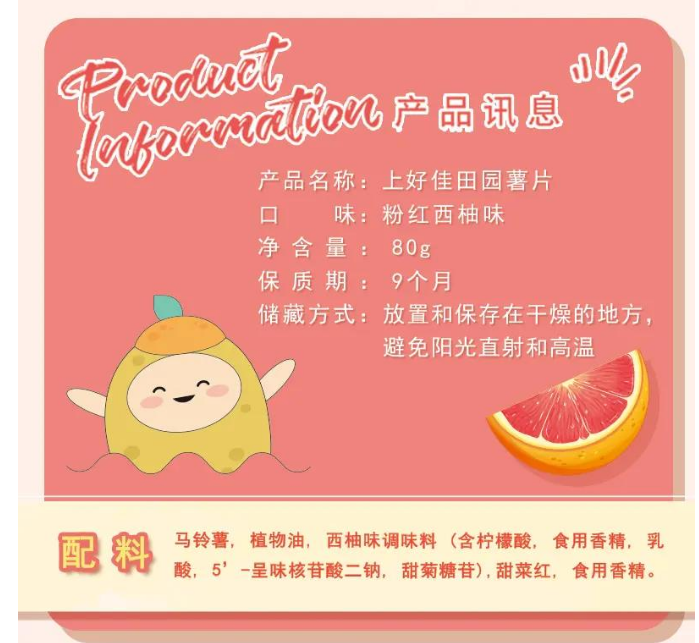 Product
Information 产品讯息
产品名称：上好佳田园薯片
口 味：粉红西柚味
净含量： 80g
保质期： 9个月
储藏方式：放置和保存在干燥的地方，
避免阳光直射和高温
配料
马铃薯, 植物油, 西柚味调味料 (含柠檬酸, 食用香精, 乳
酸, 5'-呈味核苷酸二钠, 甜菊糖苷),甜菜红, 食用香精。